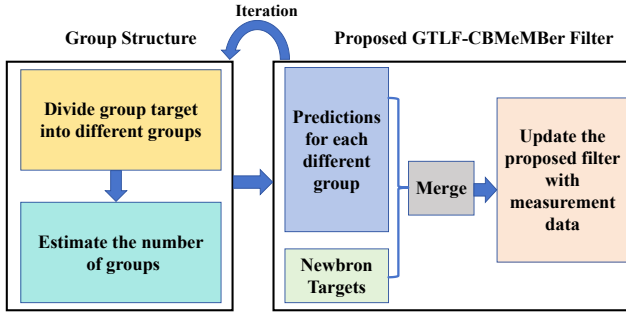 Iteration
Group Structure
Proposed GTLF-CBMeMBer Filter
Divide group target
into different groups
Estimate the number
of groups
Predictions
for each
different
group
Newbron
Targets
Merge
Update the
proposed filter
with
measurement
data